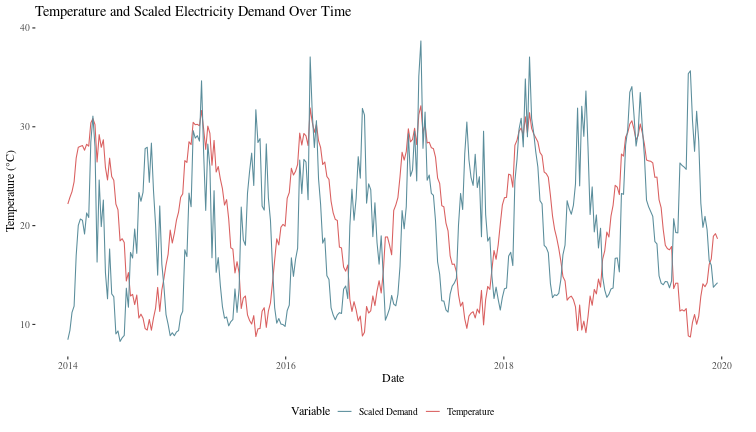 Temperature and Scaled Electricity Demand Over Time
40
30
20
10
Temperature (°C)
2014
2016
2018
2020
Date
Variable Scaled Demand Temperature